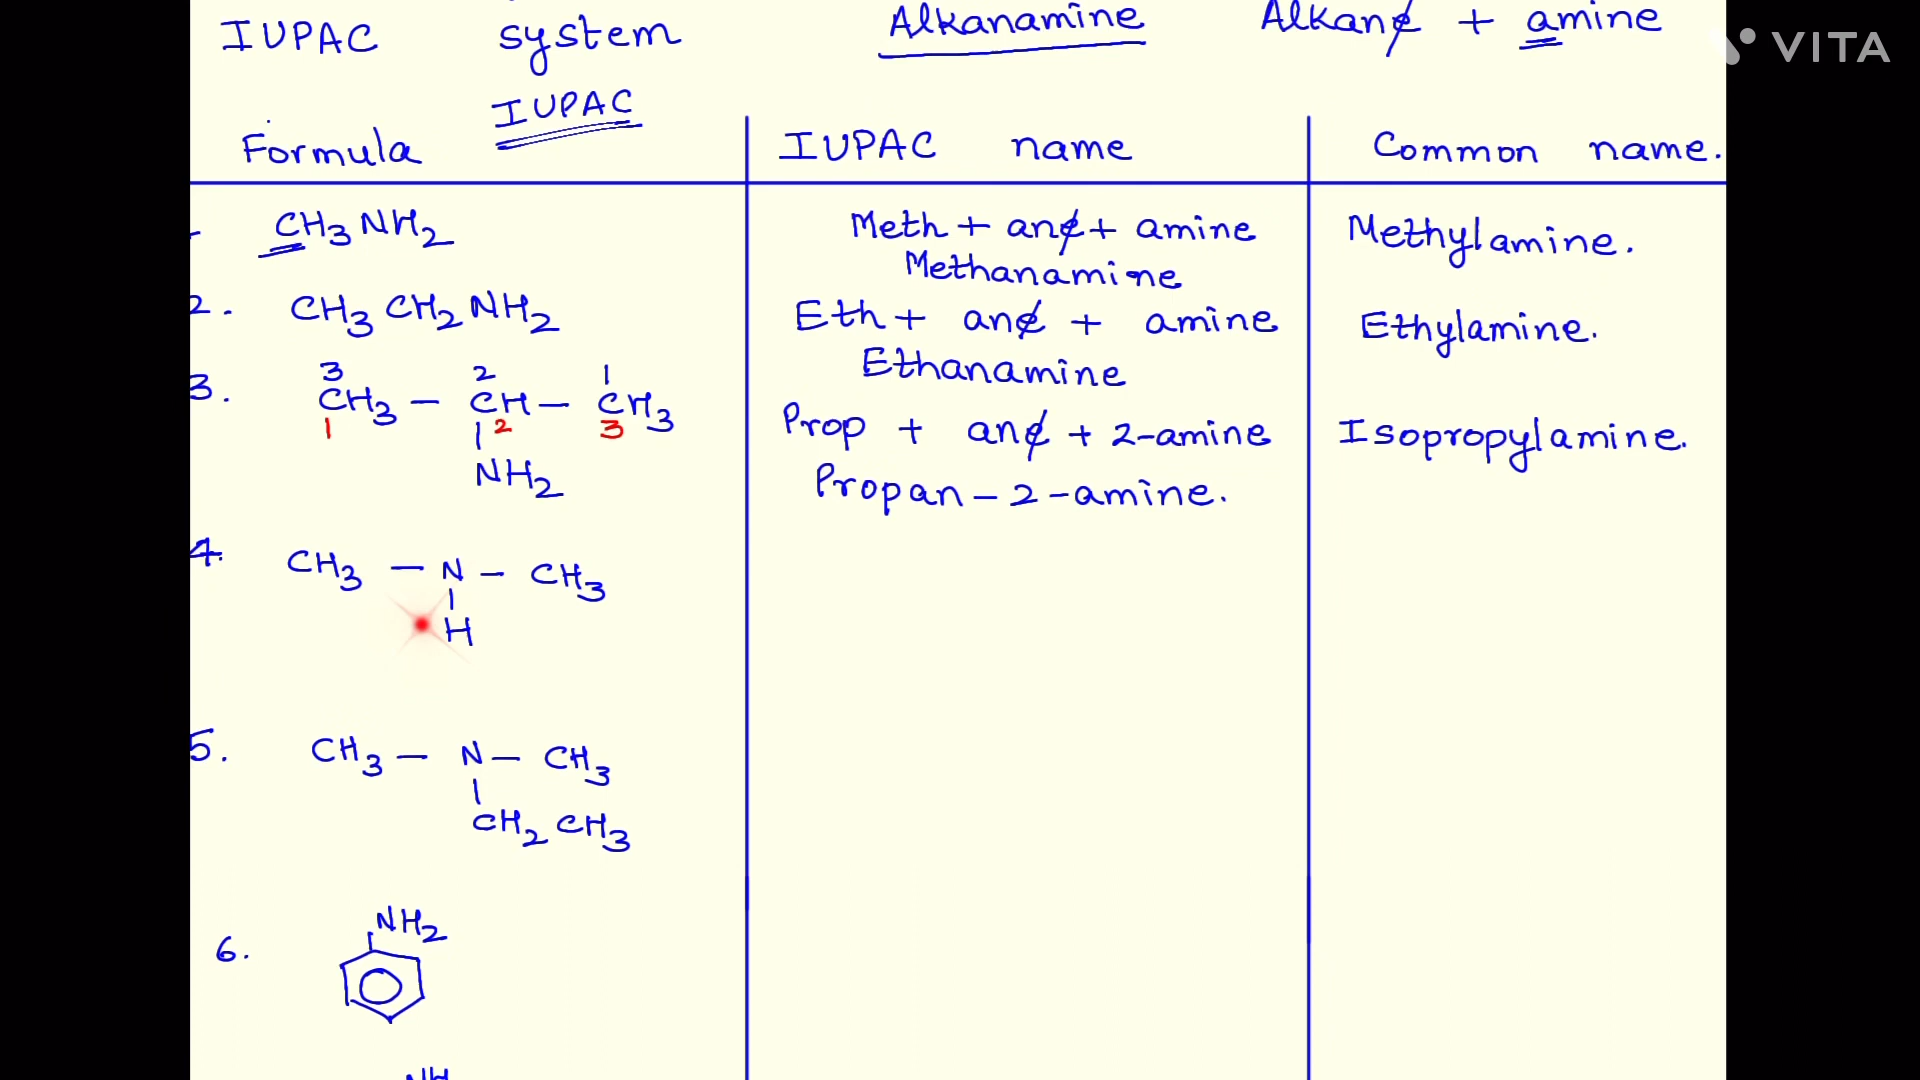 IUPAC system Alkanamine Alkane + amine
VITA
IUPAC
Formula IUPAC name Common name.
CH3NH2 Meth + ane + amine Methylamine.
Methanamine
2. CH3CH2NH2 Eth + ane + amine Ethylamine.
Ethanamine
3 2 1
3. CH3 - CH - CH3 Prop + ane + 2-amine Isopropylamine.
1 2 3
NH2 Propan-2-amine.
4. CH3 - N - CH3
H
5. CH3 - N - CH3
CH2CH3
NH2
6.
NH